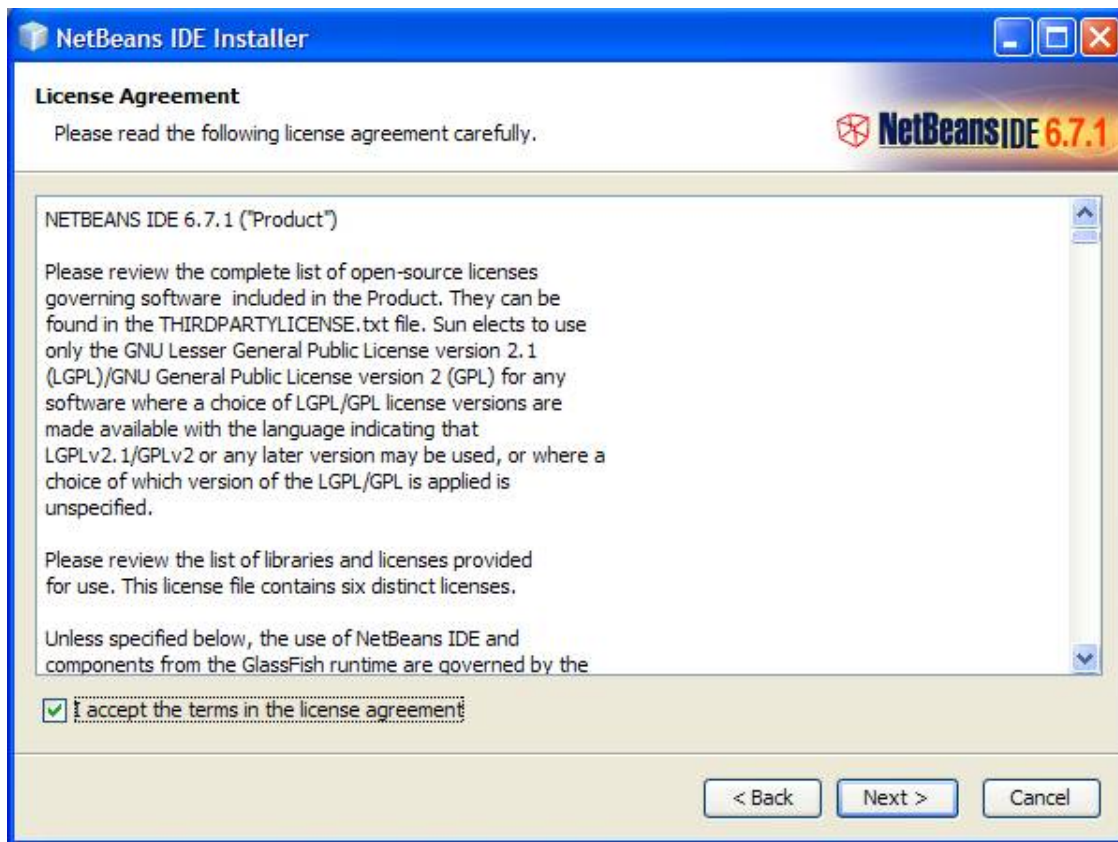 NetBeans IDE Installer
License Agreement
Please read the following license agreement carefully.
NetBeans IDE 6.7.1
NETBEANS IDE 6.7.1 ("Product")
Please review the complete list of open-source licenses
governing software  included in the Product. They can be
found in the THIRDPARTYLICENSE.txt file. Sun elects to use
only the GNU Lesser General Public License version 2.1
(LGPL)/GNU General Public License version 2 (GPL) for any
software where a choice of LGPL/GPL license versions are
made available with the language indicating that
LGPLv2.1/GPLv2 or any later version may be used, or where a
choice of which version of the LGPL/GPL is applied is
unspecified.
Please review the list of libraries and licenses provided
for use. This license file contains six distinct licenses.
Unless specified below, the use of NetBeans IDE and
components from the GlassFish runtime are governed by the
I accept the terms in the license agreement
< Back
Next >
Cancel